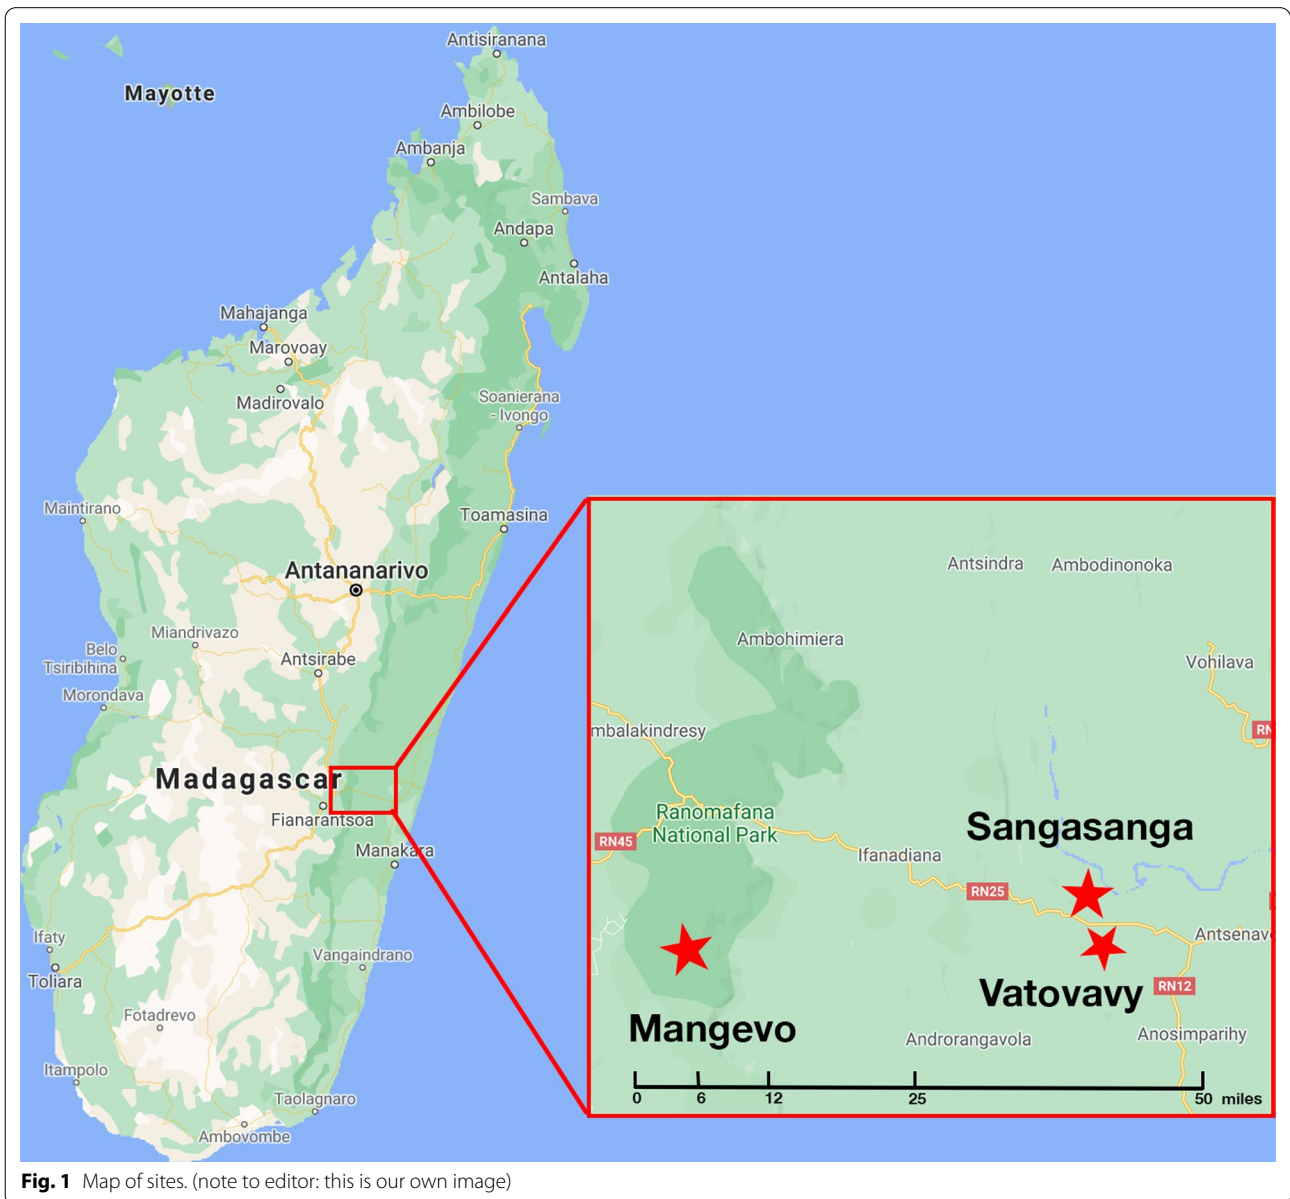 Antisiranana
Mayotte
Ambilobe
Ambanja
Sambava
Andapa
Antalaha
Mahajanga
Marovoay
Madirovalo
Soanierana
- Ivongo
Maintirano
Toamasina
Antananarivo
Miandrivazo
Belo
Tsiribihina
Antsirabe
Morondava
Madagascar
Fianarantsoa
Manakara
Ifaty
Toliara
Vangaindrano
Fotadrevo
Itampolo
Taolagnaro
Ambovombe
Antsindra
Ambodinonoka
Ambohimiera
Vohilava
mbalakindresy
RN
Ranomafana
National Park
Sangasanga
RN45
Ifanadiana
RN25
Antsenav
Vatovavy
RN12
Mangevo
Androrangavola
Anosimparihy
0 6 12 25 50 miles
Fig. 1 Map of sites. (note to editor: this is our own image)